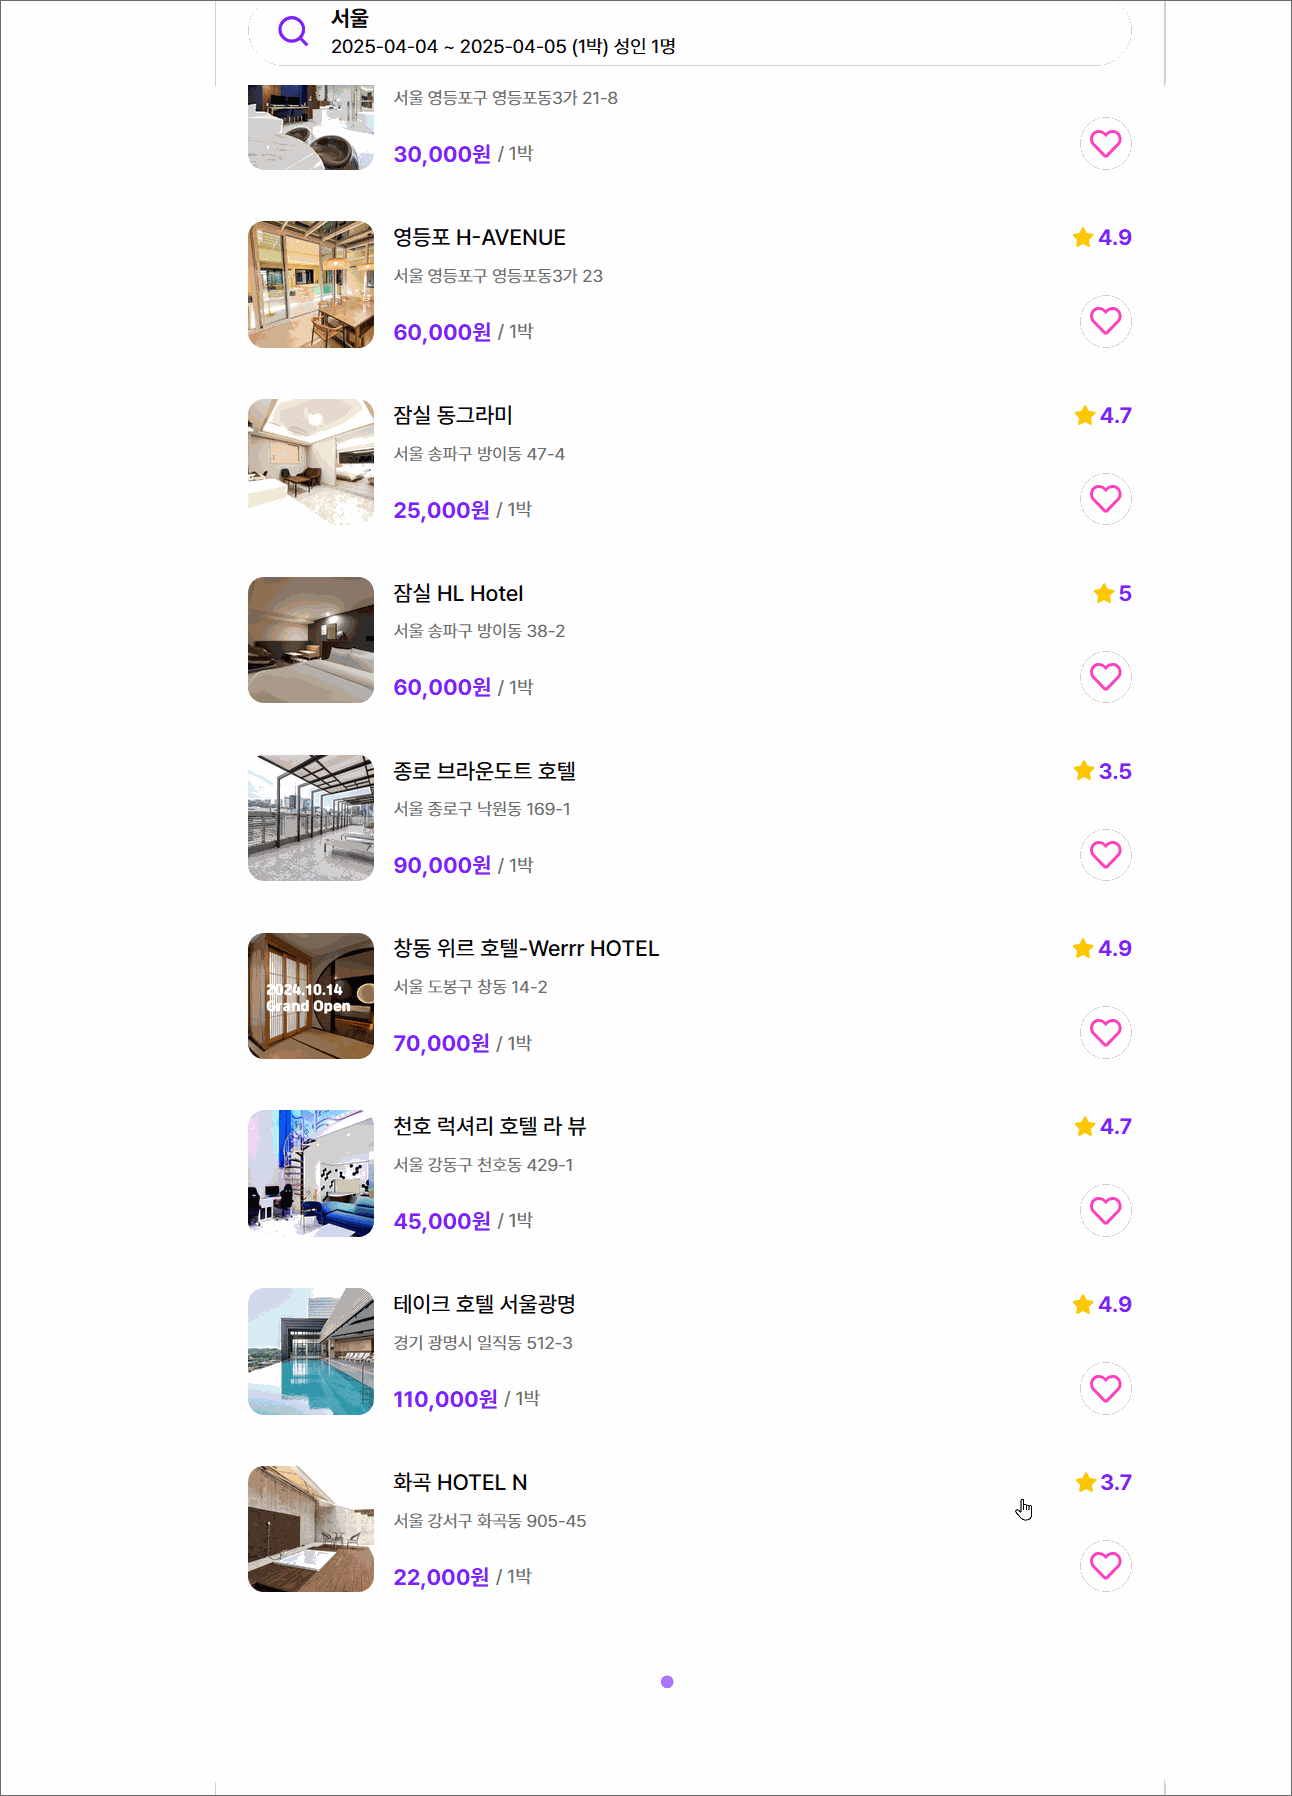 서울
2025-04-04 ~ 2025-04-05 (1박) 성인 1명
서울 영등포구 영등포동3가 21-8
30,000원 / 1박
영등포 H-AVENUE
4.9
서울 영등포구 영등포동3가 23
60,000원 / 1박
잠실 동그라미
4.7
서울 송파구 방이동 47-4
25,000원 / 1박
잠실 HL Hotel
5
서울 송파구 방이동 38-2
60,000원 / 1박
종로 브라운도트 호텔
3.5
서울 종로구 낙원동 169-1
90,000원 / 1박
창동 위르 호텔-Werrr HOTEL
4.9
서울 도봉구 창동 14-2
2024.10.14
Grand Open
70,000원 / 1박
천호 럭셔리 호텔 라 뷰
4.7
서울 강동구 천호동 429-1
45,000원 / 1박
테이크 호텔 서울광명
4.9
경기 광명시 일직동 512-3
110,000원 / 1박
화곡 HOTEL N
3.7
서울 강서구 화곡동 905-45
22,000원 / 1박